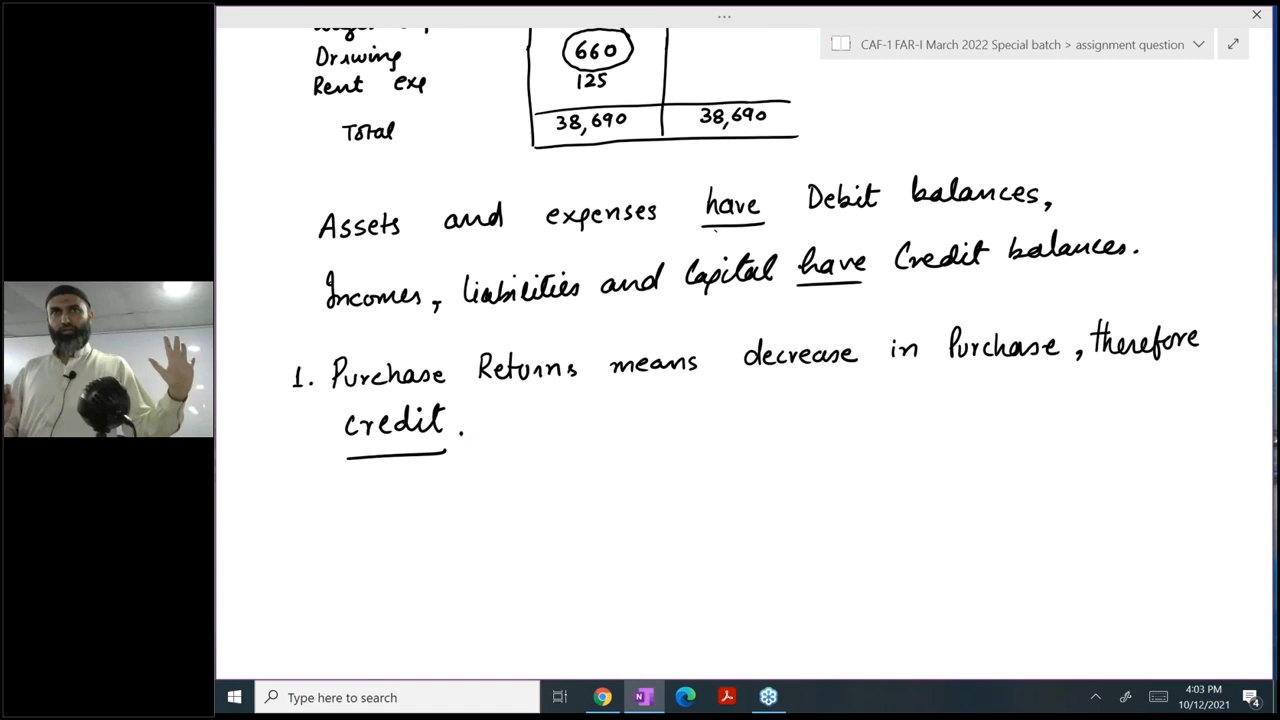 CAF-1 FAR-I March 2022 Special batch > assignment question
Drawing 660
Rent exp 125
Total 38,690 38,690
Assets and expenses have Debit balances,
Incomes, liabilities and Capital have Credit balances.
1. Purchase Returns means decrease in Purchase, therefore
credit.
Type here to search
4:03 PM
10/12/2021
4